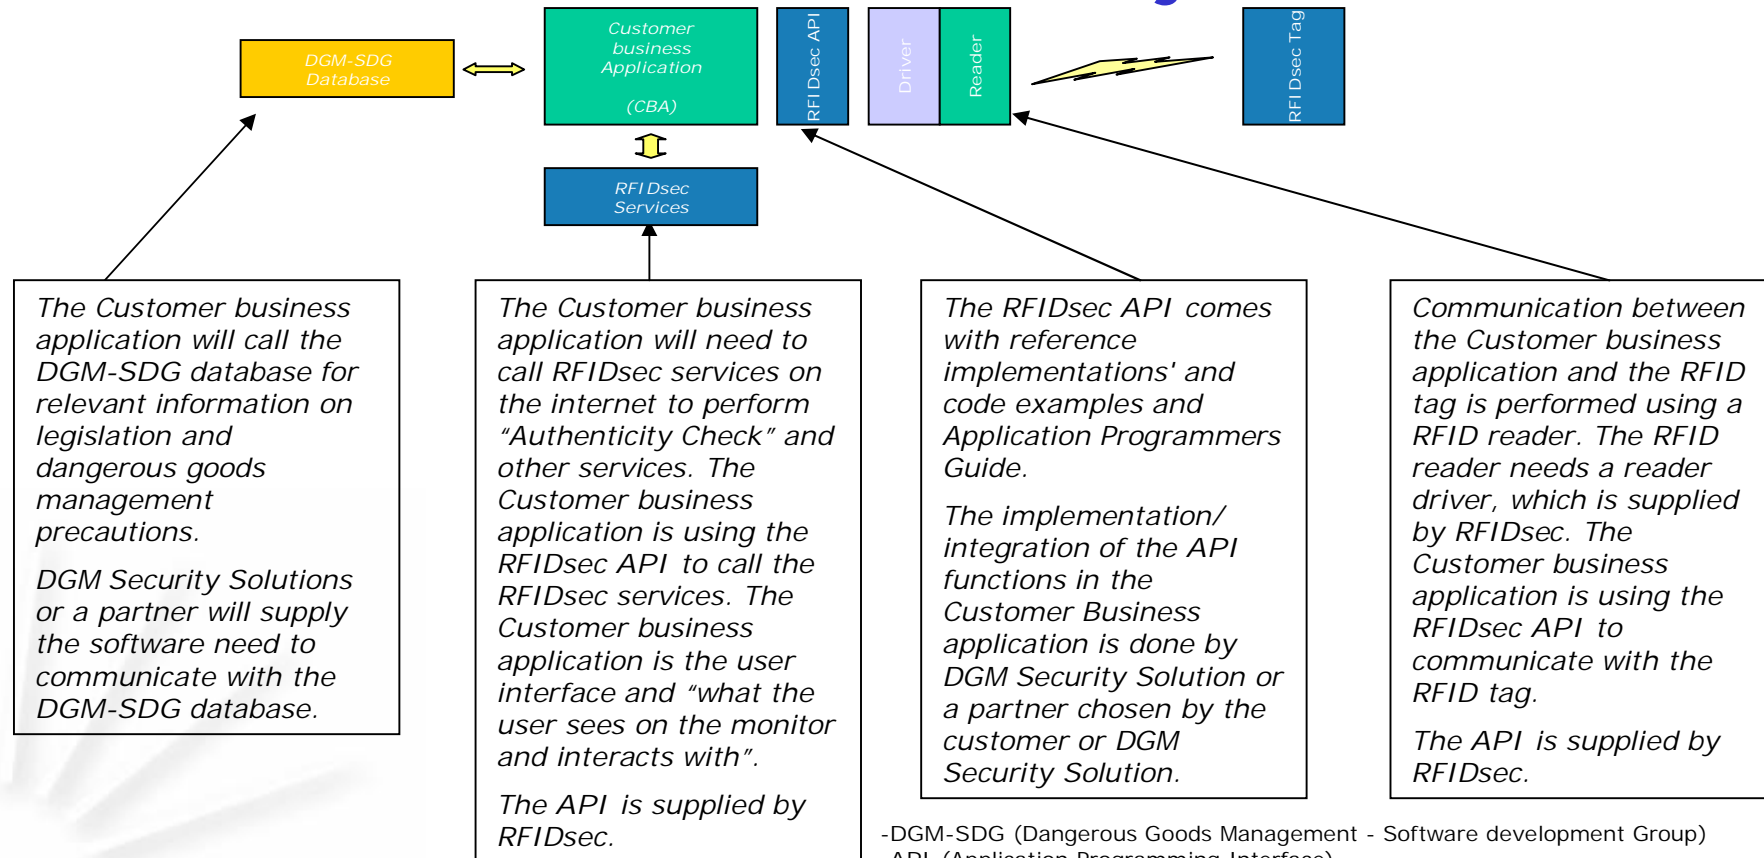 DGM-SDG
Database
Customer
business
Application
(CBA)
RFIDsec API
Driver
Reader
RFIDsec Tag
RFIDsec
Services
The Customer business
application will call the
DGM-SDG database for
relevant information on
legislation and
dangerous goods
management
precautions.
DGM Security Solutions
or a partner will supply
the software need to
communicate with the
DGM-SDG database.
The Customer business
application will need to
call RFIDsec services on
the internet to perform
“Authenticity Check” and
other services. The
Customer business
application is using the
RFIDsec API to call the
RFIDsec services. The
Customer business
application is the user
interface and “what the
user sees on the monitor
and interacts with”.
The API is supplied by
RFIDsec.
The RFIDsec API comes
with reference
implementations' and
code examples and
Application Programmers
Guide.
The implementation/
integration of the API
functions in the
Customer Business
application is done by
DGM Security Solution or
a partner chosen by the
customer or DGM
Security Solution.
Communication between
the Customer business
application and the RFID
tag is performed using a
RFID reader. The RFID
reader needs a reader
driver, which is supplied
by RFIDsec. The
Customer business
application is using the
RFIDsec API to
communicate with the
RFID tag.
The API is supplied by
RFIDsec.
-DGM-SDG (Dangerous Goods Management - Software development Group)
-API (Application Programming Interface)